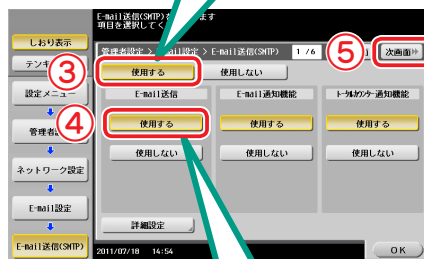 E-mail送信(SMTP)を
ます
項目を選択してく
しおり表示
テンキ
③
設定メニュー
管理者設
④
ネットワーク設定
E-mail設定
E-mail送信(SMTP)
管理者設定 > E-mail設定 > E-mail送信(SMTP)
1 /6
⑤
次画面
使用する
使用しない
E-mail送信
E-mail通知機能
トータルカウンター通知機能
使用する
使用する
使用する
使用しない
使用しない
使用しない
詳細設定
2011/07/18 14:54
OK